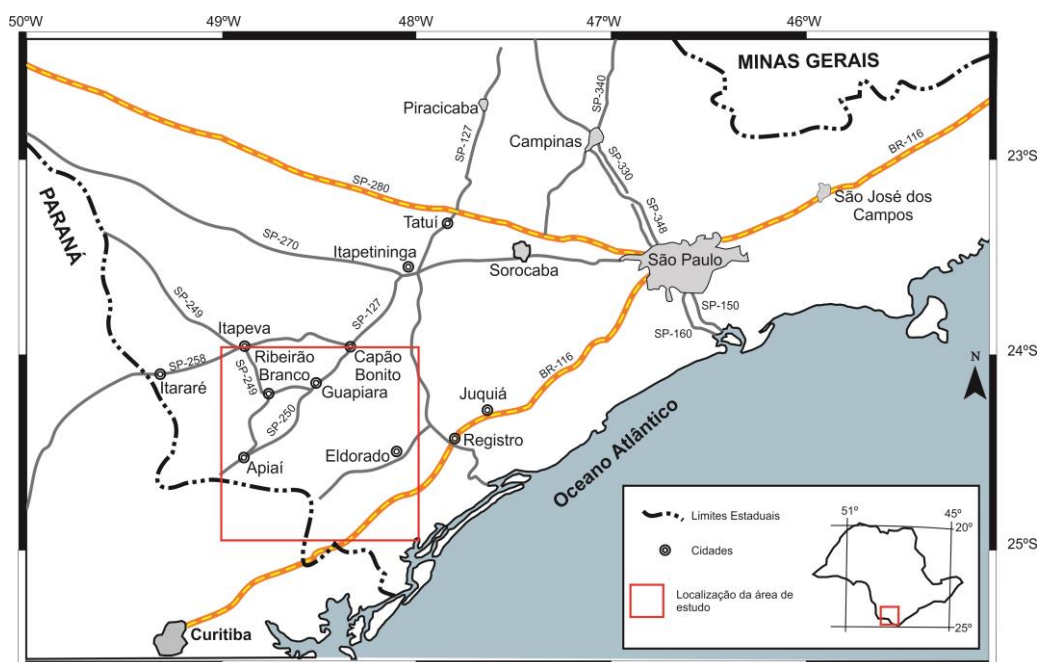 50ºW
49ºW
48ºW
47ºW
46ºW
MINAS GERAIS
SP-340
Piracicaba
SP-127
Campinas
SP-330
BR-116
23ºS
SP-280
São José dos
Campos
PARANÁ
SP-348
Tatuí
SP-270
Itapetininga
Sorocaba
São Paulo
SP-249
SP-127
SP-150
SP-160
Itapeva
24ºS
Ribeirão
Branco
Capão
Bonito
SP-258
Itararé
SP-249
Guapiara
BR-116
N
SP-250
Juquiá
Registro
Eldorado
Apiaí
Oceano Atlântico
51º
45º
20º
Limites Estaduais
Cidades
25ºS
Localização da área de
estudo
25º
Curitiba